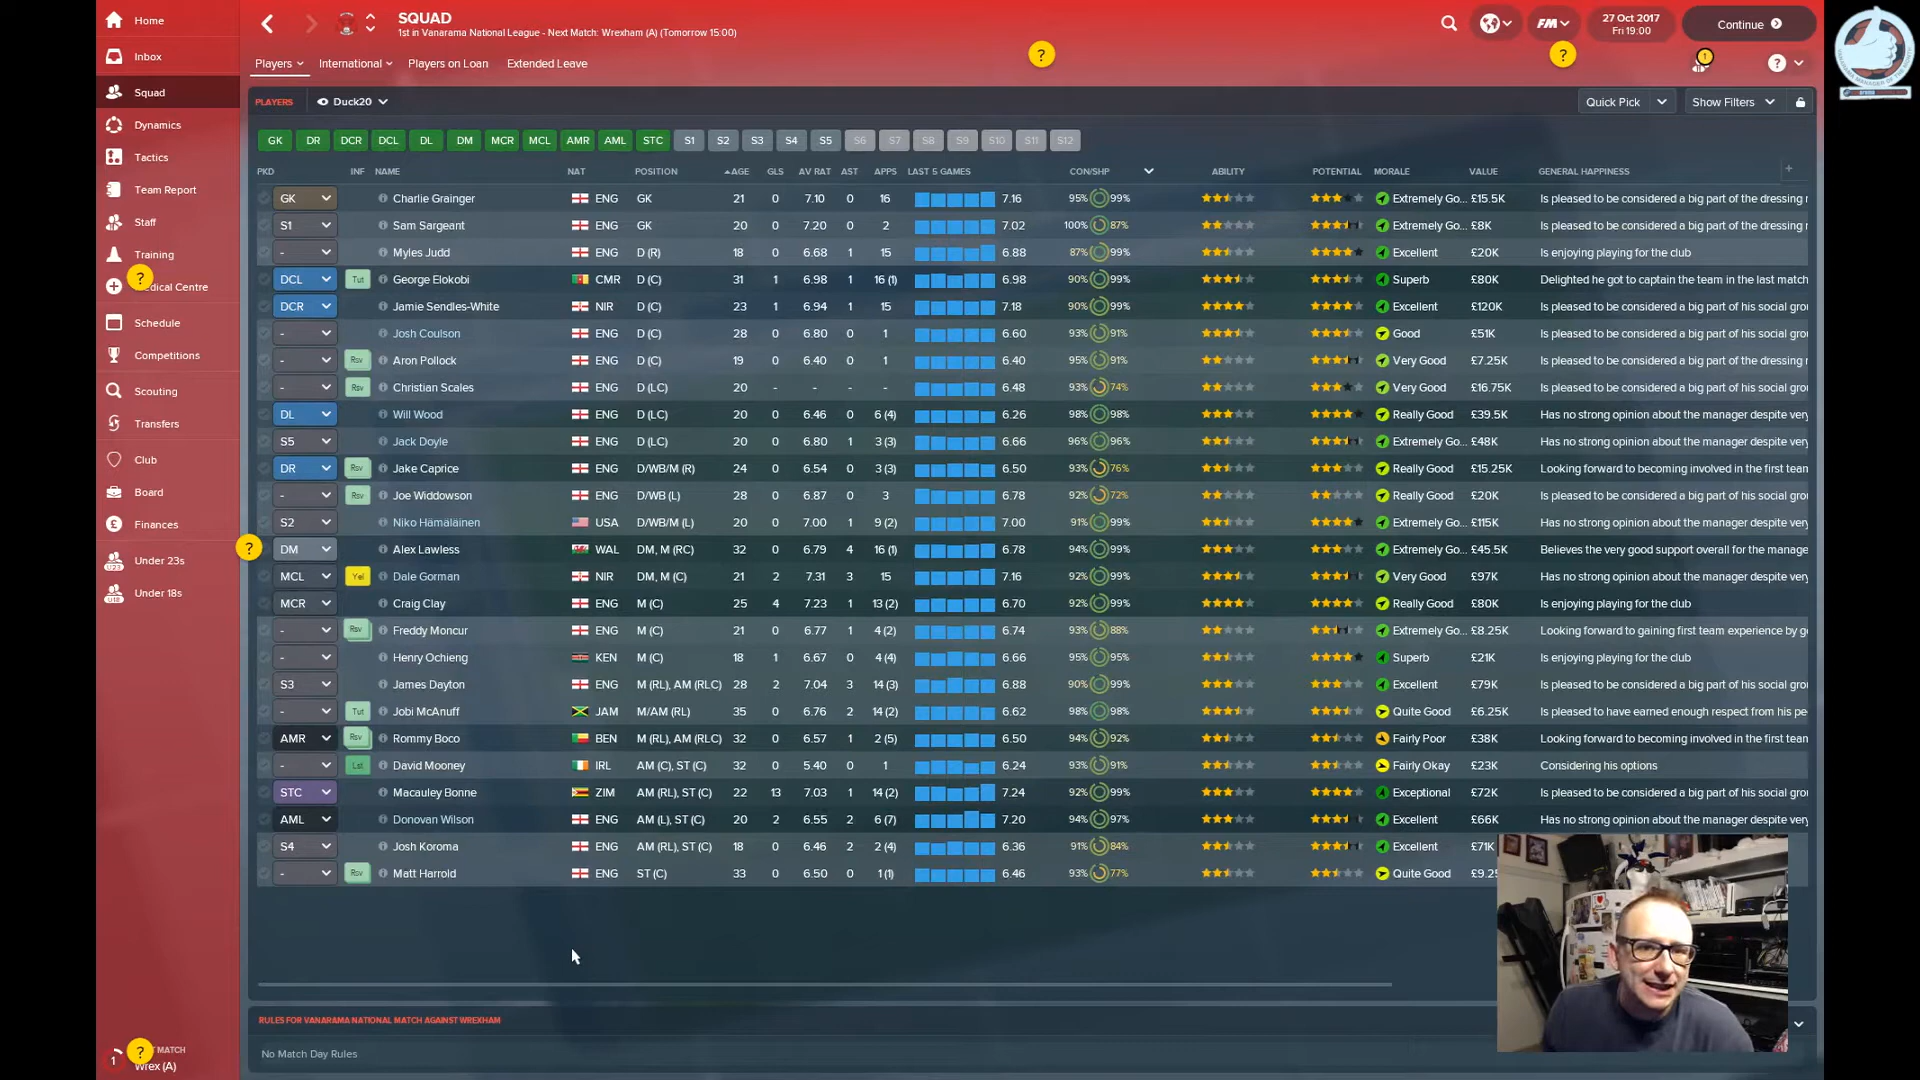 Home
Inbox
Squad
Dynamics
Tactics
Team Report
Staff
Training
edical Centre
Schedule
Competitions
Scouting
Transfers
Club
Board
Finances
Under 23s
Under 18s
MATCH
Wrex (A)
SQUAD
1st in Vanarama National League - Next Match: Wrexham (A) (Tomorrow 15:00)
FM
27 Oct 2017
Fri 19:00
Continue
Players International Players on Loan Extended Leave
PLAYERS Duck20 Quick Pick Show Filters
GK DR DCR DCL DL DM MCR MCL AMR AML STC S1 S2 S3 S4 S5 S6 S7 S8 S9 S10 S11 S12
PKD INF NAME NAT POSITION AGE GLS AV RAT AST APPS LAST 5 GAMES CON/SHP ABILITY POTENTIAL MORALE VALUE GENERAL HAPPINESS
GK Charlie Grainger ENG GK 21 0 7.10 0 16 7.16 95% 99% Extremely Go... £15.5K Is pleased to be considered a big part of the dressing r
S1 Sam Sargeant ENG GK 20 0 7.20 0 2 7.02 100% 87% Extremely Go... £8K Is pleased to be considered a big part of the dressing r
- Myles Judd ENG D (R) 18 0 6.68 1 15 6.88 87% 99% Excellent £20K Is enjoying playing for the club
DCL Tut George Elokobi CMR D (C) 31 1 6.98 1 16 (1) 6.98 90% 99% Superb £80K Delighted he got to captain the team in the last match
DCR Jamie Sendles-White NIR D (C) 23 1 6.94 1 15 7.18 90% 99% Excellent £120K Is pleased to be considered a big part of his social grou
- Josh Coulson ENG D (C) 28 0 6.80 0 1 6.60 93% 91% Good £51K Is pleased to be considered a big part of his social grou
- Rsv Aron Pollock ENG D (C) 19 0 6.40 0 1 6.40 95% 91% Very Good £7.25K Is pleased to be considered a big part of the dressing r
- Rsv Christian Scales ENG D (LC) 20 - - - - 6.48 93% 74% Very Good £16.75K Is pleased to be considered a big part of his social grou
DL Will Wood ENG D (LC) 20 0 6.46 0 6 (4) 6.26 98% 98% Really Good £39.5K Has no strong opinion about the manager despite very
S5 Jack Doyle ENG D (LC) 20 0 6.80 1 3 (3) 6.66 96% 96% Extremely Go... £48K Has no strong opinion about the manager despite very
DR Rsv Jake Caprice ENG D/WB/M (R) 24 0 6.54 0 3 (3) 6.50 93% 76% Really Good £15.25K Looking forward to becoming involved in the first team
- Rsv Joe Widdowson ENG D/WB (L) 28 0 6.87 0 3 6.78 92% 72% Really Good £20K Is pleased to be considered a big part of his social grou
S2 Niko Hämäläinen USA D/WB/M (L) 20 0 7.00 1 9 (2) 7.00 91% 99% Extremely Go... £115K Has no strong opinion about the manager despite very
DM Alex Lawless WAL DM, M (RC) 32 0 6.79 4 16 (1) 6.78 94% 99% Extremely Go... £45.5K Believes the very good support overall for the manage
MCL Yel Dale Gorman NIR DM, M (C) 21 2 7.31 3 15 7.16 92% 99% Very Good £97K Has no strong opinion about the manager despite very
MCR Craig Clay ENG M (C) 25 4 7.23 1 13 (2) 6.70 92% 99% Really Good £80K Is enjoying playing for the club
- Rsv Freddy Moncur ENG M (C) 21 0 6.77 1 4 (2) 6.74 93% 88% Extremely Go... £8.25K Looking forward to gaining first team experience by go
- Henry Ochieng KEN M (C) 18 1 6.67 0 4 (4) 6.66 95% 95% Superb £21K Is enjoying playing for the club
S3 James Dayton ENG M (RL), AM (RLC) 28 2 7.04 3 14 (3) 6.88 90% 99% Excellent £79K Is pleased to be considered a big part of his social grou
- Tut Jobi McAnuff JAM M/AM (RL) 35 0 6.76 2 14 (2) 6.62 98% 98% Quite Good £6.25K Is pleased to have earned enough respect from his pe
AMR Rsv Rommy Boco BEN M (RL), AM (RLC) 32 0 6.57 1 2 (5) 6.50 94% 92% Fairly Poor £38K Looking forward to becoming involved in the first team
- Lst David Mooney IRL AM (C), ST (C) 32 0 5.40 0 1 6.24 93% 91% Fairly Okay £23K Considering his options
STC Macauley Bonne ZIM AM (RL), ST (C) 22 13 7.03 1 14 (2) 7.24 92% 99% Exceptional £72K Is pleased to be considered a big part of his social grou
AML Donovan Wilson ENG AM (L), ST (C) 20 2 6.55 2 6 (7) 7.20 94% 97% Excellent £66K Has no strong opinion about the manager despite very
S4 Josh Koroma ENG AM (RL), ST (C) 18 0 6.46 2 2 (4) 6.36 91% 84% Excellent £71K
- Rsv Matt Harrold ENG ST (C) 33 0 6.50 0 1 (1) 6.46 93% 77% Quite Good £9.25
RULES FOR VANARAMA NATIONAL MATCH AGAINST WREXHAM
No Match Day Rules